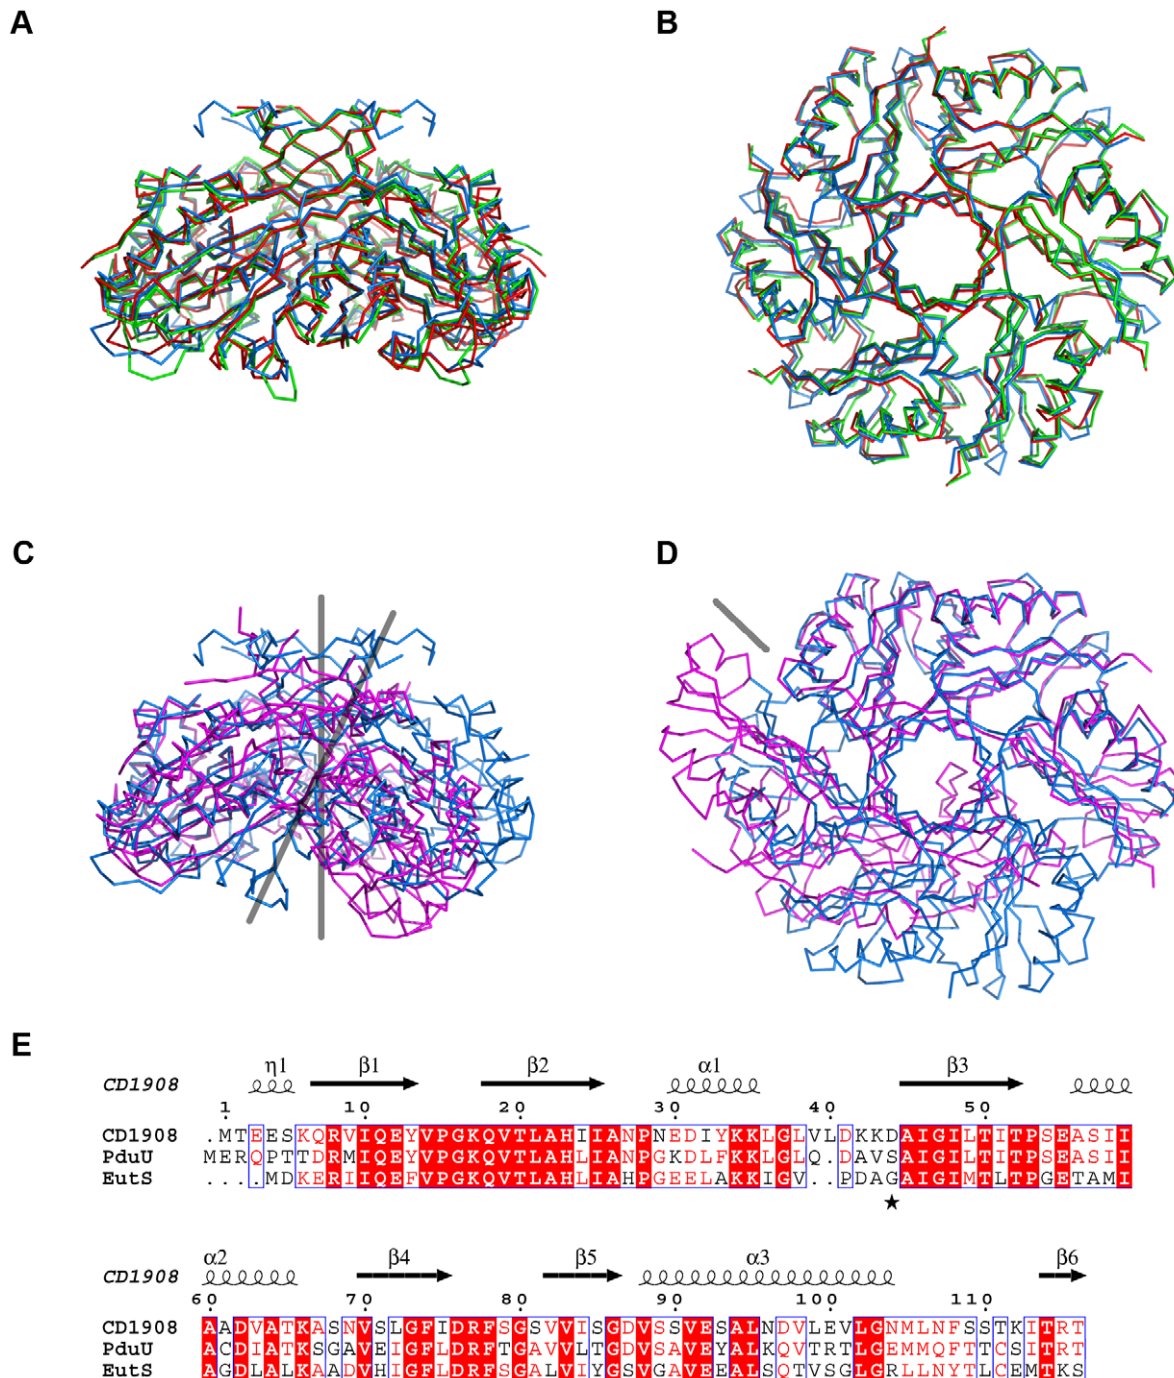 A
B
C
D
E
η1 β1 β2 α1 β3
CD1908
1 10 20 30 40 50
CD1908 .MTEESKQRVIQEYVPGKQVTLAHIIANPNEDIYKKLGLVLDKKDAIGILTITPSEASII
PduU MERQPTTDRMIQEYVPGKQVTLAHLIANPGKDLFKKLGLQ.DAVSAIGILTITPSEASII
EutS ....MDKERIIQEFVPGKQVTLAHLIAHPGEELAKKIGV..PDAGAIGIMTLTPGETAMI
★
α2 β4 β5 α3 β6
CD1908
60 70 80 90 100 110
CD1908 AADVATKASNVSLGFIDRFSGSVVISGDVSSVESALNDVLEVLGNMLNFSSTKITRT
PduU ACDIATKSGAVEIGFLDRFTGAVVLTGDVSAVEYALKQVTRTLGEMMQFTTCSITRT
EutS AGDLALKAADVHIGFLDRFSGALVIYGSVGAVEEALSQTVSGLGRLLNYTLCEMTKS